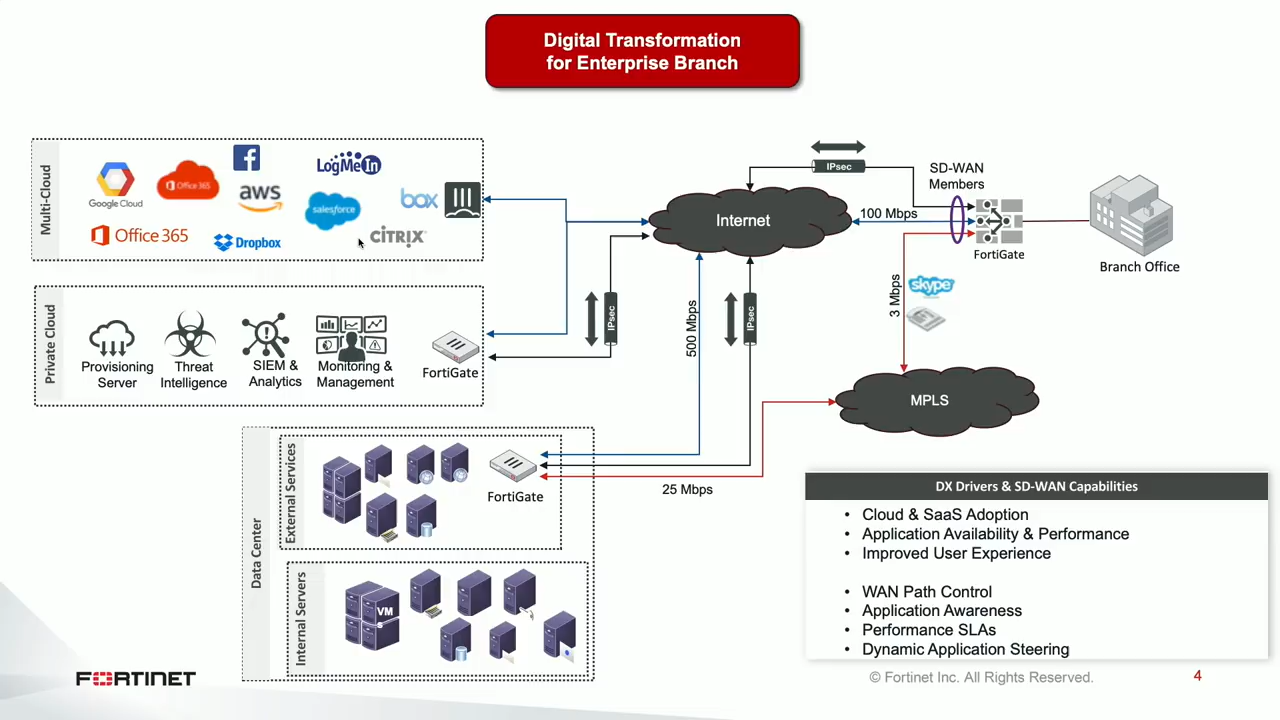 Digital Transformation
for Enterprise Branch
Multi-Cloud
Google Cloud
Office 365
aws
LogMeIn
salesforce
box
Office 365
Dropbox
CITRIX
Private Cloud
Provisioning
Server
Threat
Intelligence
SIEM &
Analytics
Monitoring &
Management
FortiGate
IPsec
Internet
500 Mbps
IPsec
IPsec
SD-WAN
Members
100 Mbps
FortiGate
Branch Office
3 Mbps
skype
MPLS
25 Mbps
Data Center
External Services
FortiGate
Internal Servers
VM
DX Drivers & SD-WAN Capabilities
• Cloud & SaaS Adoption
• Application Availability & Performance
• Improved User Experience
• WAN Path Control
• Application Awareness
• Performance SLAs
• Dynamic Application Steering
FORTINET
© Fortinet Inc. All Rights Reserved.
4